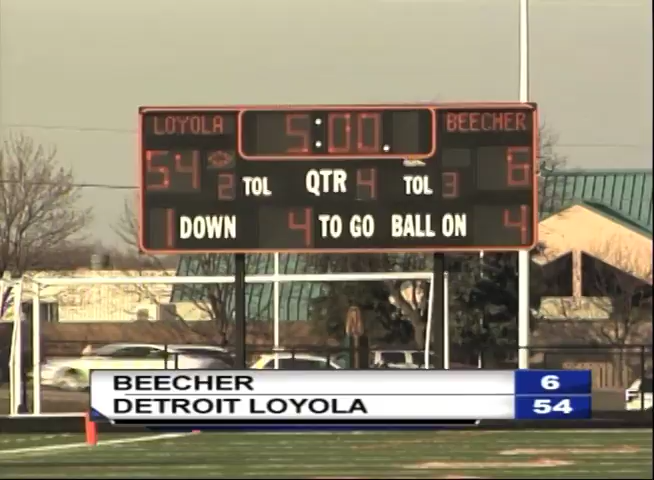 LOYOLA 5:00. BEECHER
54 2 TOL QTR 4 TOL 3 6
1 DOWN 4 TO GO BALL ON 4
BEECHER 6
DETROIT LOYOLA 54